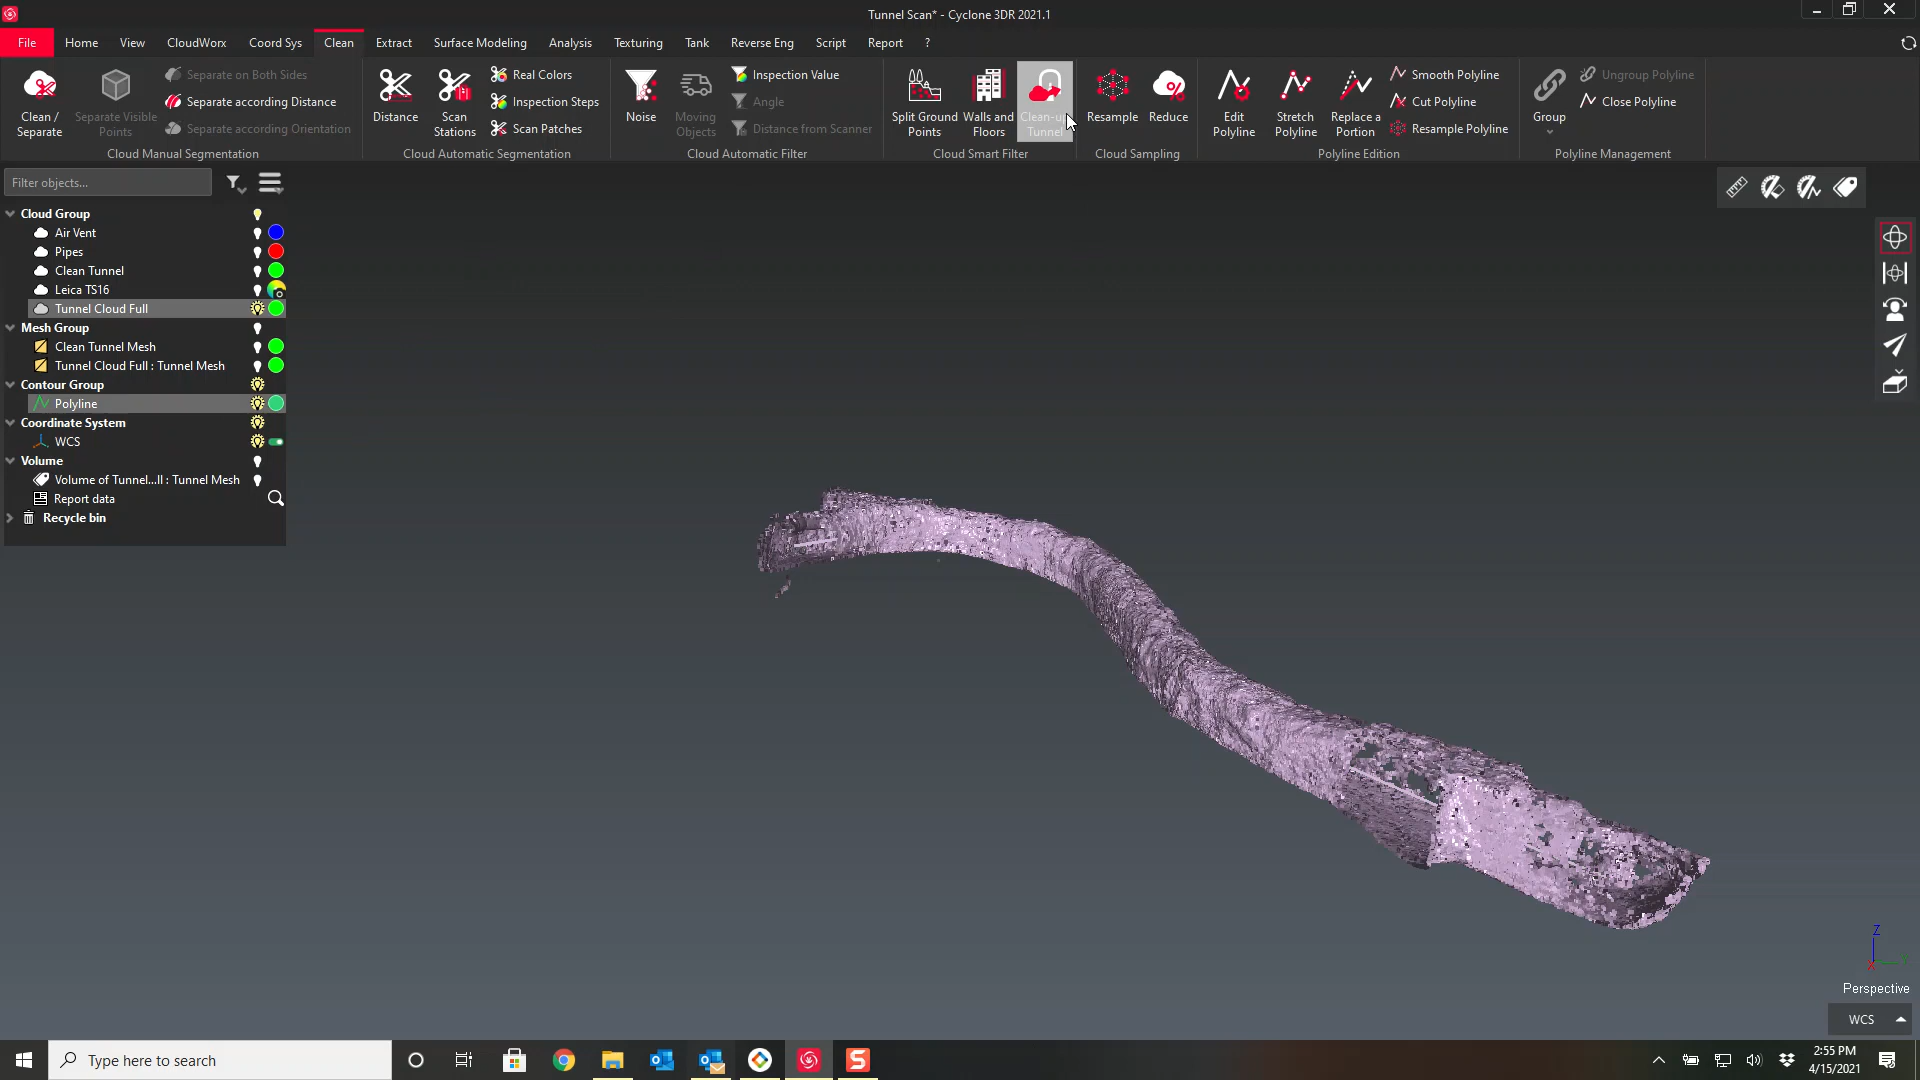 Tunnel Scan* - Cyclone 3DR 2021.1
File Home View CloudWorx Coord Sys Clean Extract Surface Modeling Analysis Texturing Tank Reverse Eng Script Report ?
Clean / Separate
Separate Visible Points
Separate on Both Sides
Separate according Distance
Separate according Orientation
Cloud Manual Segmentation
Distance
Scan Stations
Real Colors
Inspection Steps
Scan Patches
Cloud Automatic Segmentation
Noise
Moving Objects
Inspection Value
Angle
Distance from Scanner
Cloud Automatic Filter
Split Ground Points
Walls and Floors
Clean-up Tunnel
Cloud Smart Filter
Resample
Reduce
Cloud Sampling
Edit Polyline
Stretch Polyline
Replace a Portion
Smooth Polyline
Cut Polyline
Resample Polyline
Polyline Edition
Group
Ungroup Polyline
Close Polyline
Polyline Management
Filter objects...
Cloud Group
Air Vent
Pipes
Clean Tunnel
Leica TS16
Tunnel Cloud Full
Mesh Group
Clean Tunnel Mesh
Tunnel Cloud Full : Tunnel Mesh
Contour Group
Polyline
Coordinate System
WCS
Volume
Volume of Tunnel...ll : Tunnel Mesh
Report data
Recycle bin
Z
X
Perspective
WCS
Type here to search
2:55 PM
4/15/2021